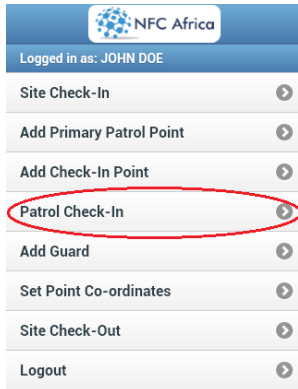 NFC Africa
Logged in as: JOHN DOE
Site Check-In
Add Primary Patrol Point
Add Check-In Point
Patrol Check-In
Add Guard
Set Point Co-ordinates
Site Check-Out
Logout